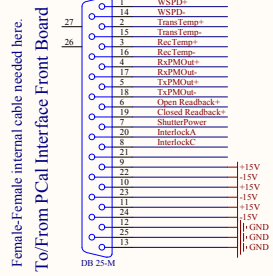 Female-Female internal cable needed here.
To/From PCal Interface Front Board
27
26
1 WSPD+
14 WSPD-
2 TransTemp+
15 TransTemp-
3 RecTemp+
16 RecTemp-
4 RxPMOut+
17 RxPMOut-
5 TxPMOut+
18 TxPMOut-
6 Open Readback+
19 Closed Readback+
7 ShutterPower
20 InterlockA
8 InterlockC
21
9 +15V
22 -15V
10 +15V
23 -15V
11 +15V
24 -15V
12 GND
25 GND
13 GND
DB 25-M